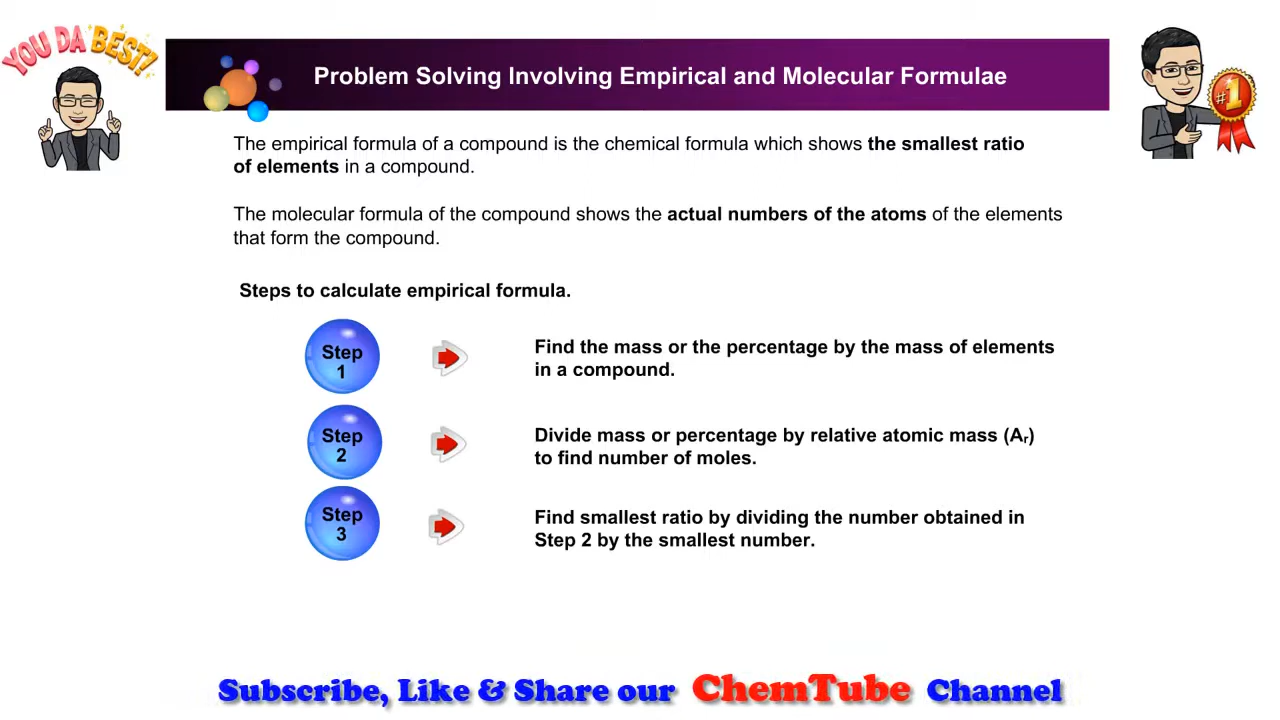 YOU DA BEST!
Problem Solving Involving Empirical and Molecular Formulae
#1
The empirical formula of a compound is the chemical formula which shows the smallest ratio
of elements in a compound.
The molecular formula of the compound shows the actual numbers of the atoms of the elements
that form the compound.
Steps to calculate empirical formula.
Step
1
Find the mass or the percentage by the mass of elements
in a compound.
Step
2
Divide mass or percentage by relative atomic mass (Aᵣ)
to find number of moles.
Step
3
Find smallest ratio by dividing the number obtained in
Step 2 by the smallest number.
Subscribe, Like & Share our ChemTube Channel